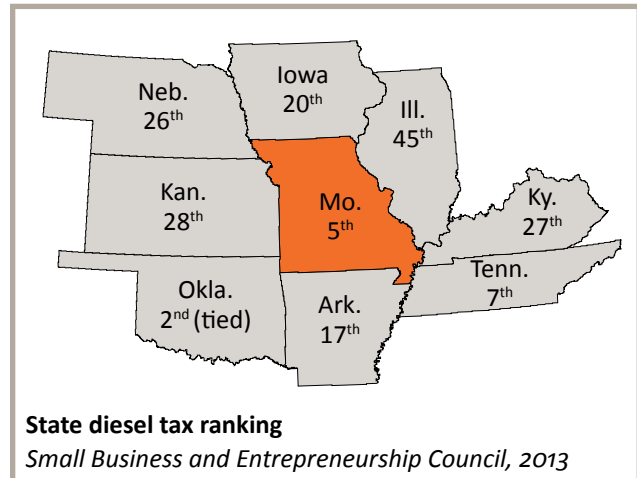 Iowa
20th
Neb.
26th
Ill.
45th
Kan.
28th
Mo.
5th
Ky.
27th
Okla.
2nd (tied)
Ark.
17th
Tenn.
7th
State diesel tax ranking
Small Business and Entrepreneurship Council, 2013